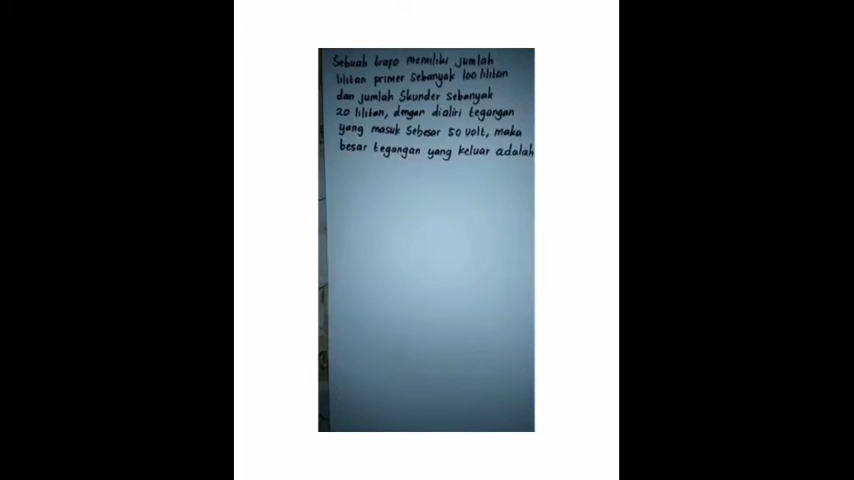 Sebuah trafo memiliki jumlah
lilitan primer sebanyak 100 lilitan
dan jumlah Skunder sebanyak
20 lilitan, dengan dialiri tegangan
yang masuk sebesar 50 volt, maka
besar tegangan yang keluar adalah